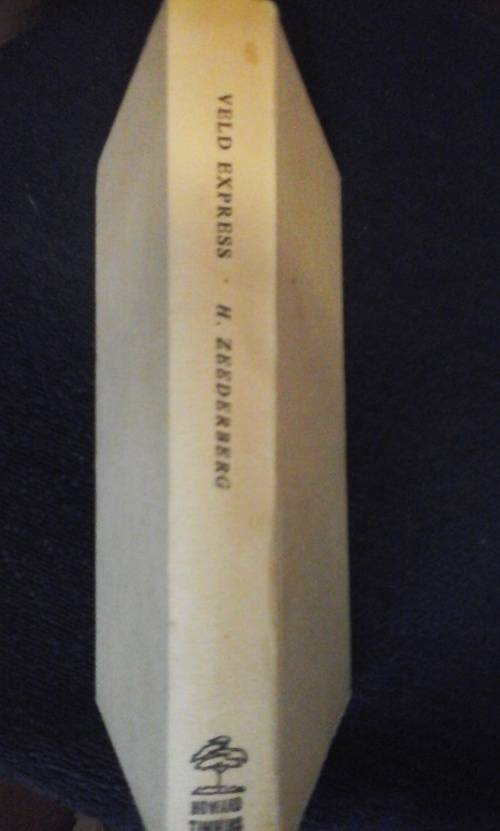 VELD EXPRESS · H. ZEEDERBERG
HOWARD
TIMMINS